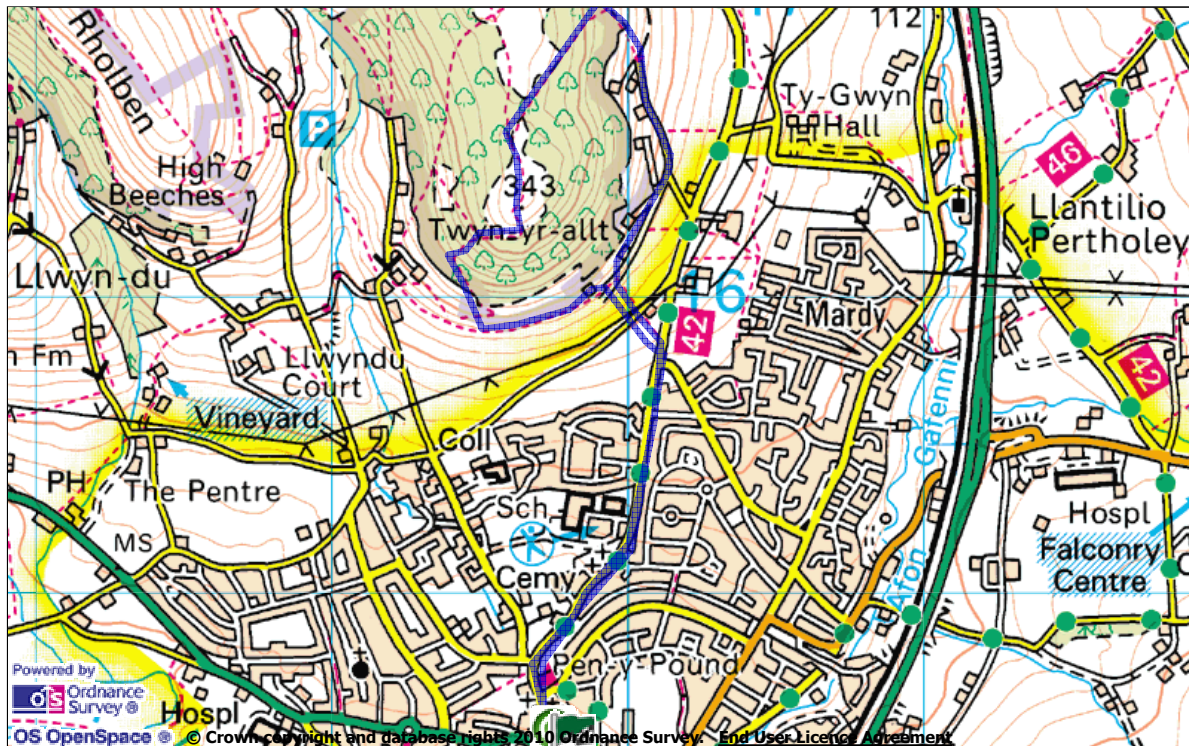 Rholben
112
P
Ty-Gwyn
Hall
46
High
Beeches
343
Twyn-yr-allt
Llantilio
Pertholey
Llwyn-du
16
42
Mardy
Llwyndu
Court
Fm
42
Vineyard
Gafenni
Coll
PH
The Pentre
Sch
Hospl
MS
Cemy
Afon
Falconry
Centre
Pen-y-Pound
Powered by
OS Ordnance
Survey ®
Hospl
OS OpenSpace ®
© Crown copyright and database rights 2010 Ordnance Survey. End User Licence Agreement